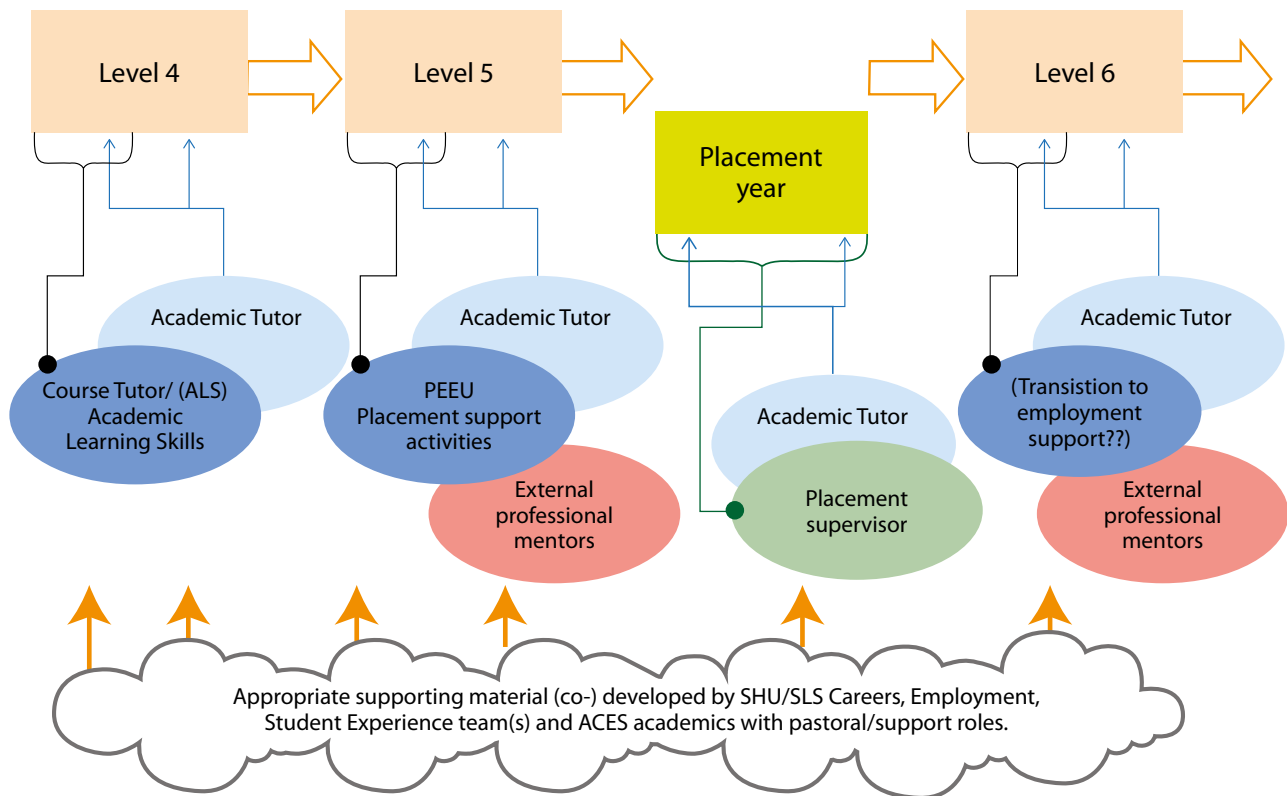 Level 4
Level 5
Placement
year
Level 6
Academic Tutor
Course Tutor/ (ALS)
Academic
Learning Skills
Academic Tutor
PEEU
Placement support
activities
External
professional
mentors
Academic Tutor
Placement
supervisor
Academic Tutor
(Transistion to
employment
support??)
External
professional
mentors
Appropriate supporting material (co-) developed by SHU/SLS Careers, Employment,
Student Experience team(s) and ACES academics with pastoral/support roles.